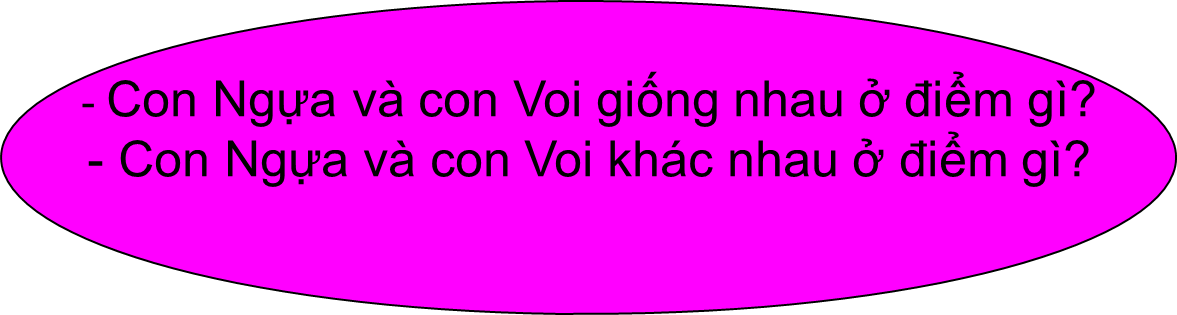 - Con Ngựa và con Voi giống nhau ở điểm gì?
- Con Ngựa và con Voi khác nhau ở điểm gì?